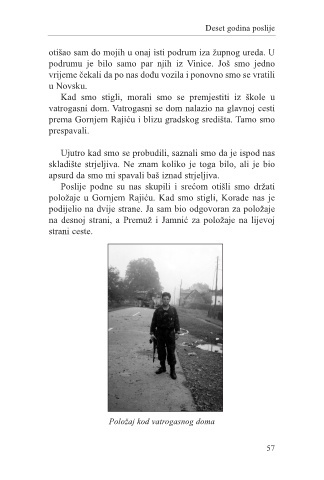 Deset godina poslije
otišao sam do mojih u onaj isti podrum iza župnog ureda. U
podrumu je bilo samo par njih iz Vinice. Još smo jedno
vrijeme čekali da po nas dođu vozila i ponovno smo se vratili
u Novsku.
Kad smo stigli, morali smo se premjestiti iz škole u
vatrogasni dom. Vatrogasni se dom nalazio na glavnoj cesti
prema Gornjem Rajiću i blizu gradskog središta. Tamo smo
prespavali.
Ujutro kad smo se probudili, saznali smo da je ispod nas
skladište streljiva. Ne znam koliko je toga bilo, ali je bio
apsurd da smo mi spavali baš iznad streljiva.
Poslije podne su nas skupili i srećom otišli smo držati
položaje u Gornjem Rajiću. Kad smo stigli, Korade nas je
podijelio na dvije strane. Ja sam bio odgovoran za položaje
na desnoj strani, a Premuž i Jamnić za položaje na lijevoj
strani ceste.
Položaj kod vatrogasnog doma
57